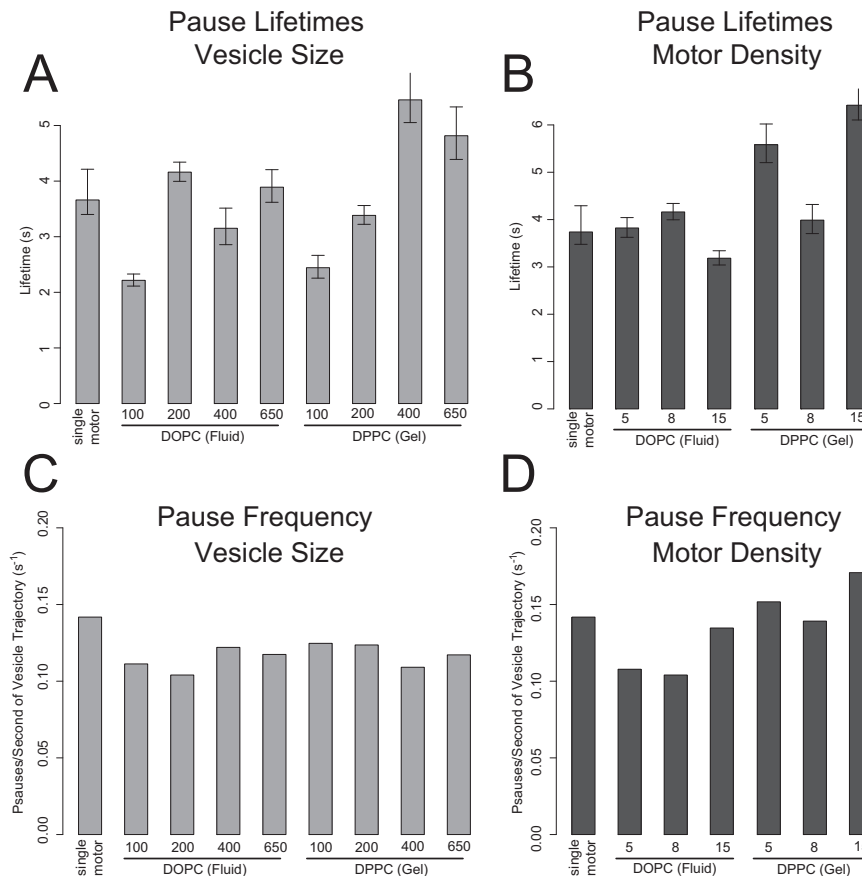 Pause Lifetimes
Vesicle Size
A
Lifetime (s)
5
4
3
2
1
0
single motor
100 200 400 650 100 200 400 650
DOPC (Fluid) DPPC (Gel)
Pause Lifetimes
Motor Density
B
Lifetime (s)
6
5
4
3
2
1
0
single motor
5 8 15 5 8 15
DOPC (Fluid) DPPC (Gel)
C
Pause Frequency
Vesicle Size
Psauses/Second of Vesicle Trajectory (s⁻¹)
0.20
0.15
0.10
0.05
0.00
single motor
100 200 400 650 100 200 400 650
DOPC (Fluid) DPPC (Gel)
D
Pause Frequency
Motor Density
Psauses/Second of Vesicle Trajectory (s⁻¹)
0.20
0.15
0.10
0.05
0.00
single motor
5 8 15 5 8
DOPC (Fluid) DPPC (Gel)